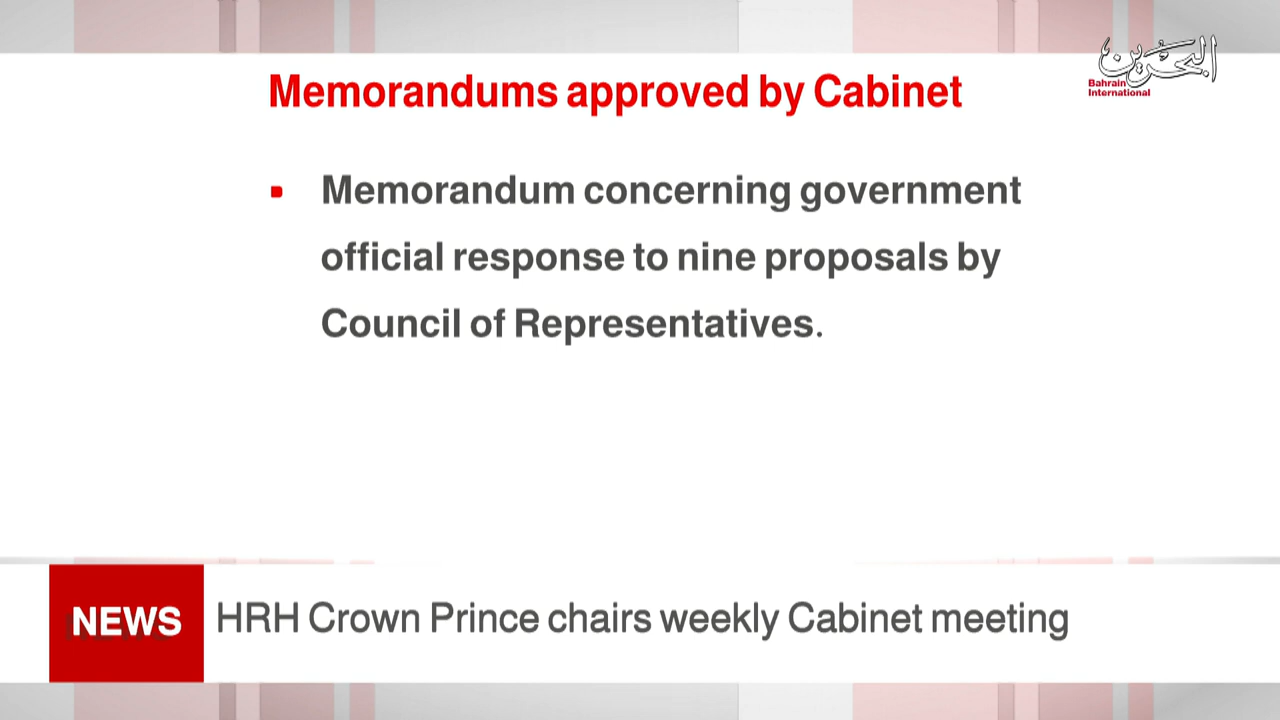 Memorandums approved by Cabinet
البحرين
Bahrain
International
Memorandum concerning government
official response to nine proposals by
Council of Representatives.
NEWS
HRH Crown Prince chairs weekly Cabinet meeting